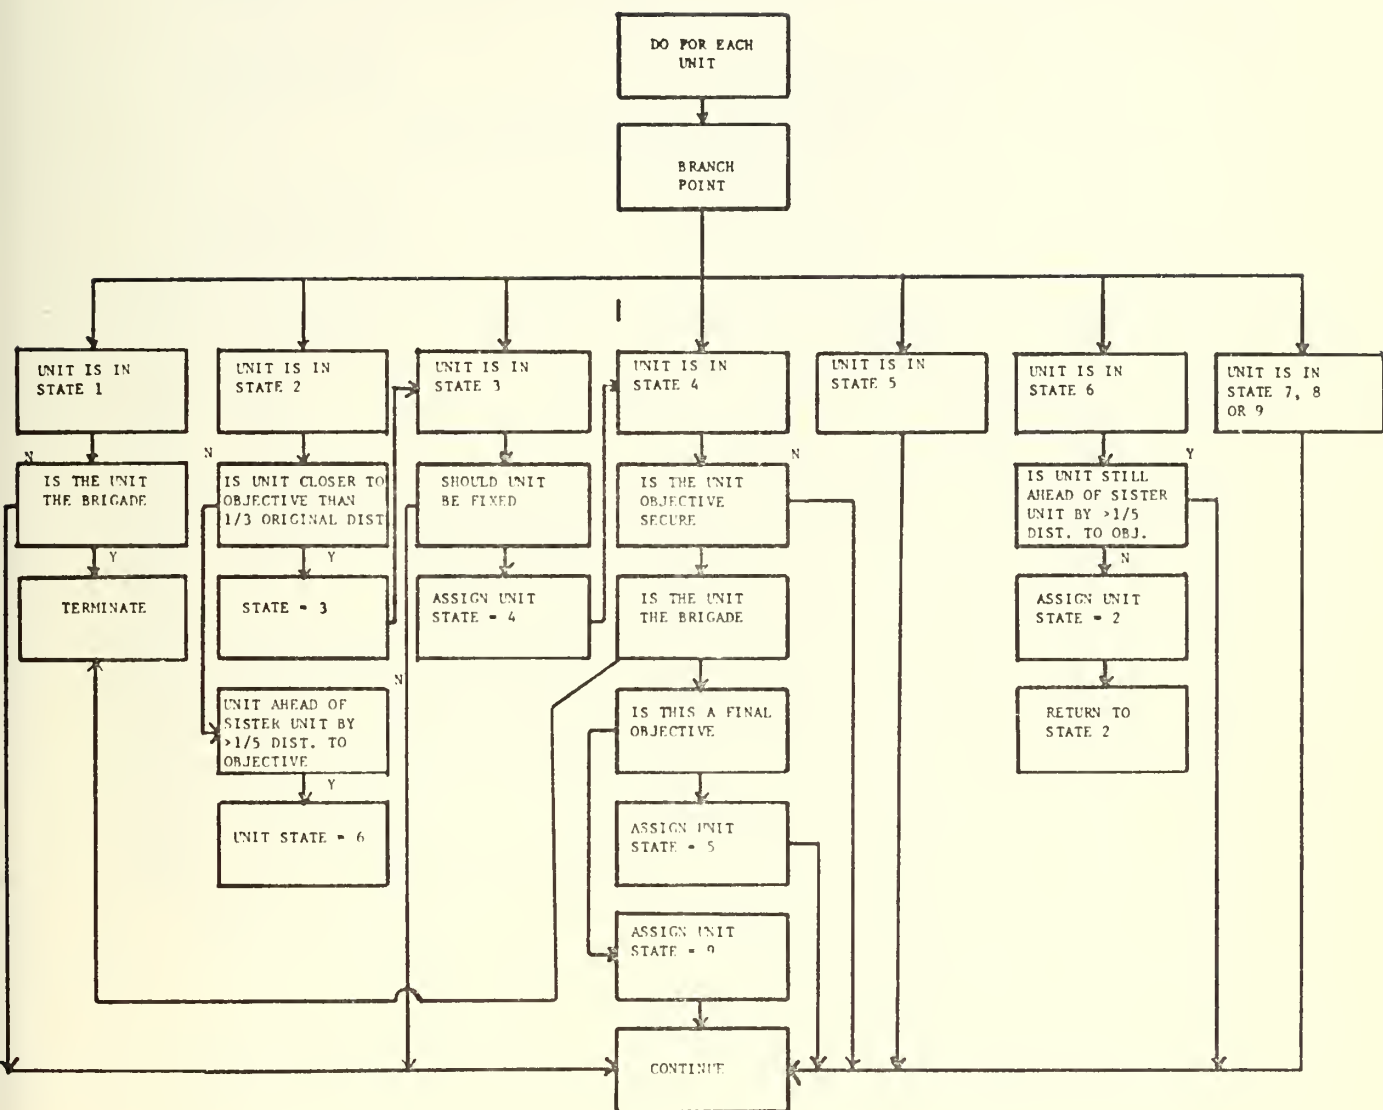 DO FOR EACH
UNIT
BRANCH
POINT
UNIT IS IN
STATE 1
UNIT IS IN
STATE 2
UNIT IS IN
STATE 3
UNIT IS IN
STATE 4
UNIT IS IN
STATE 5
UNIT IS IN
STATE 6
UNIT IS IN
STATE 7, 8
OR 9
N
IS THE UNIT
THE BRIGADE
Y
TERMINATE
N
IS UNIT CLOSER TO
OBJECTIVE THAN
1/3 ORIGINAL DIST
Y
STATE = 3
UNIT AHEAD OF
SISTER UNIT BY
>1/5 DIST. TO
OBJECTIVE
N
Y
UNIT STATE = 6
SHOULD UNIT
BE FIXED
ASSIGN UNIT
STATE = 4
N
IS THE UNIT
OBJECTIVE
SECURE
IS THE UNIT
THE BRIGADE
IS THIS A FINAL
OBJECTIVE
ASSIGN UNIT
STATE = 5
ASSIGN UNIT
STATE = 9
CONTINUE
Y
IS UNIT STILL
AHEAD OF SISTER
UNIT BY >1/5
DIST. TO OBJ.
N
ASSIGN UNIT
STATE = 2
RETURN TO
STATE 2